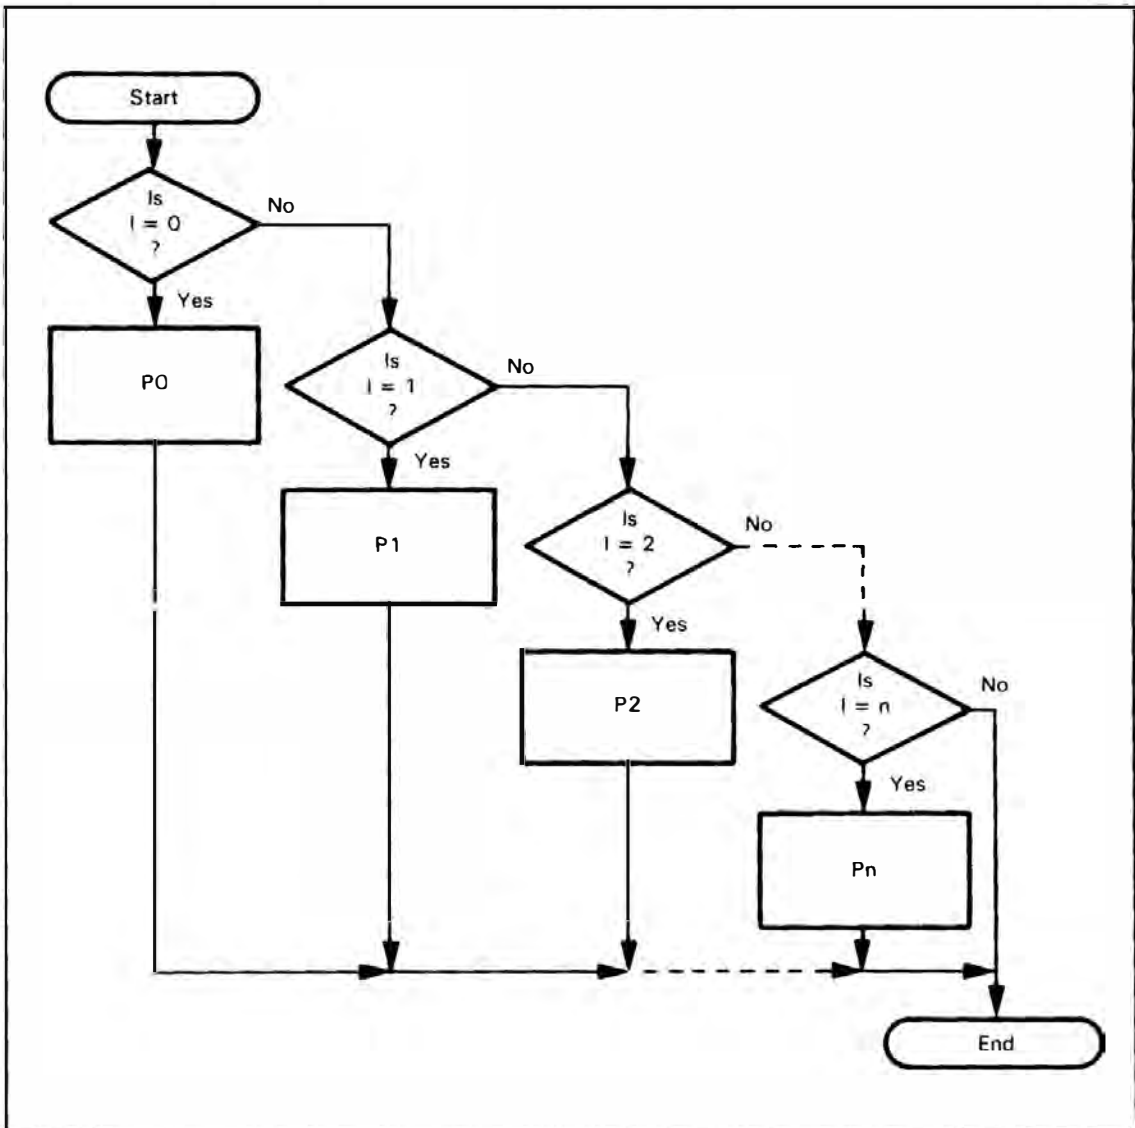 Start
Is
I = 0
?
No
Yes
P0
Is
I = 1
?
No
Yes
P1
Is
I = 2
?
No
Yes
P2
Is
I = n
?
No
Yes
Pn
End